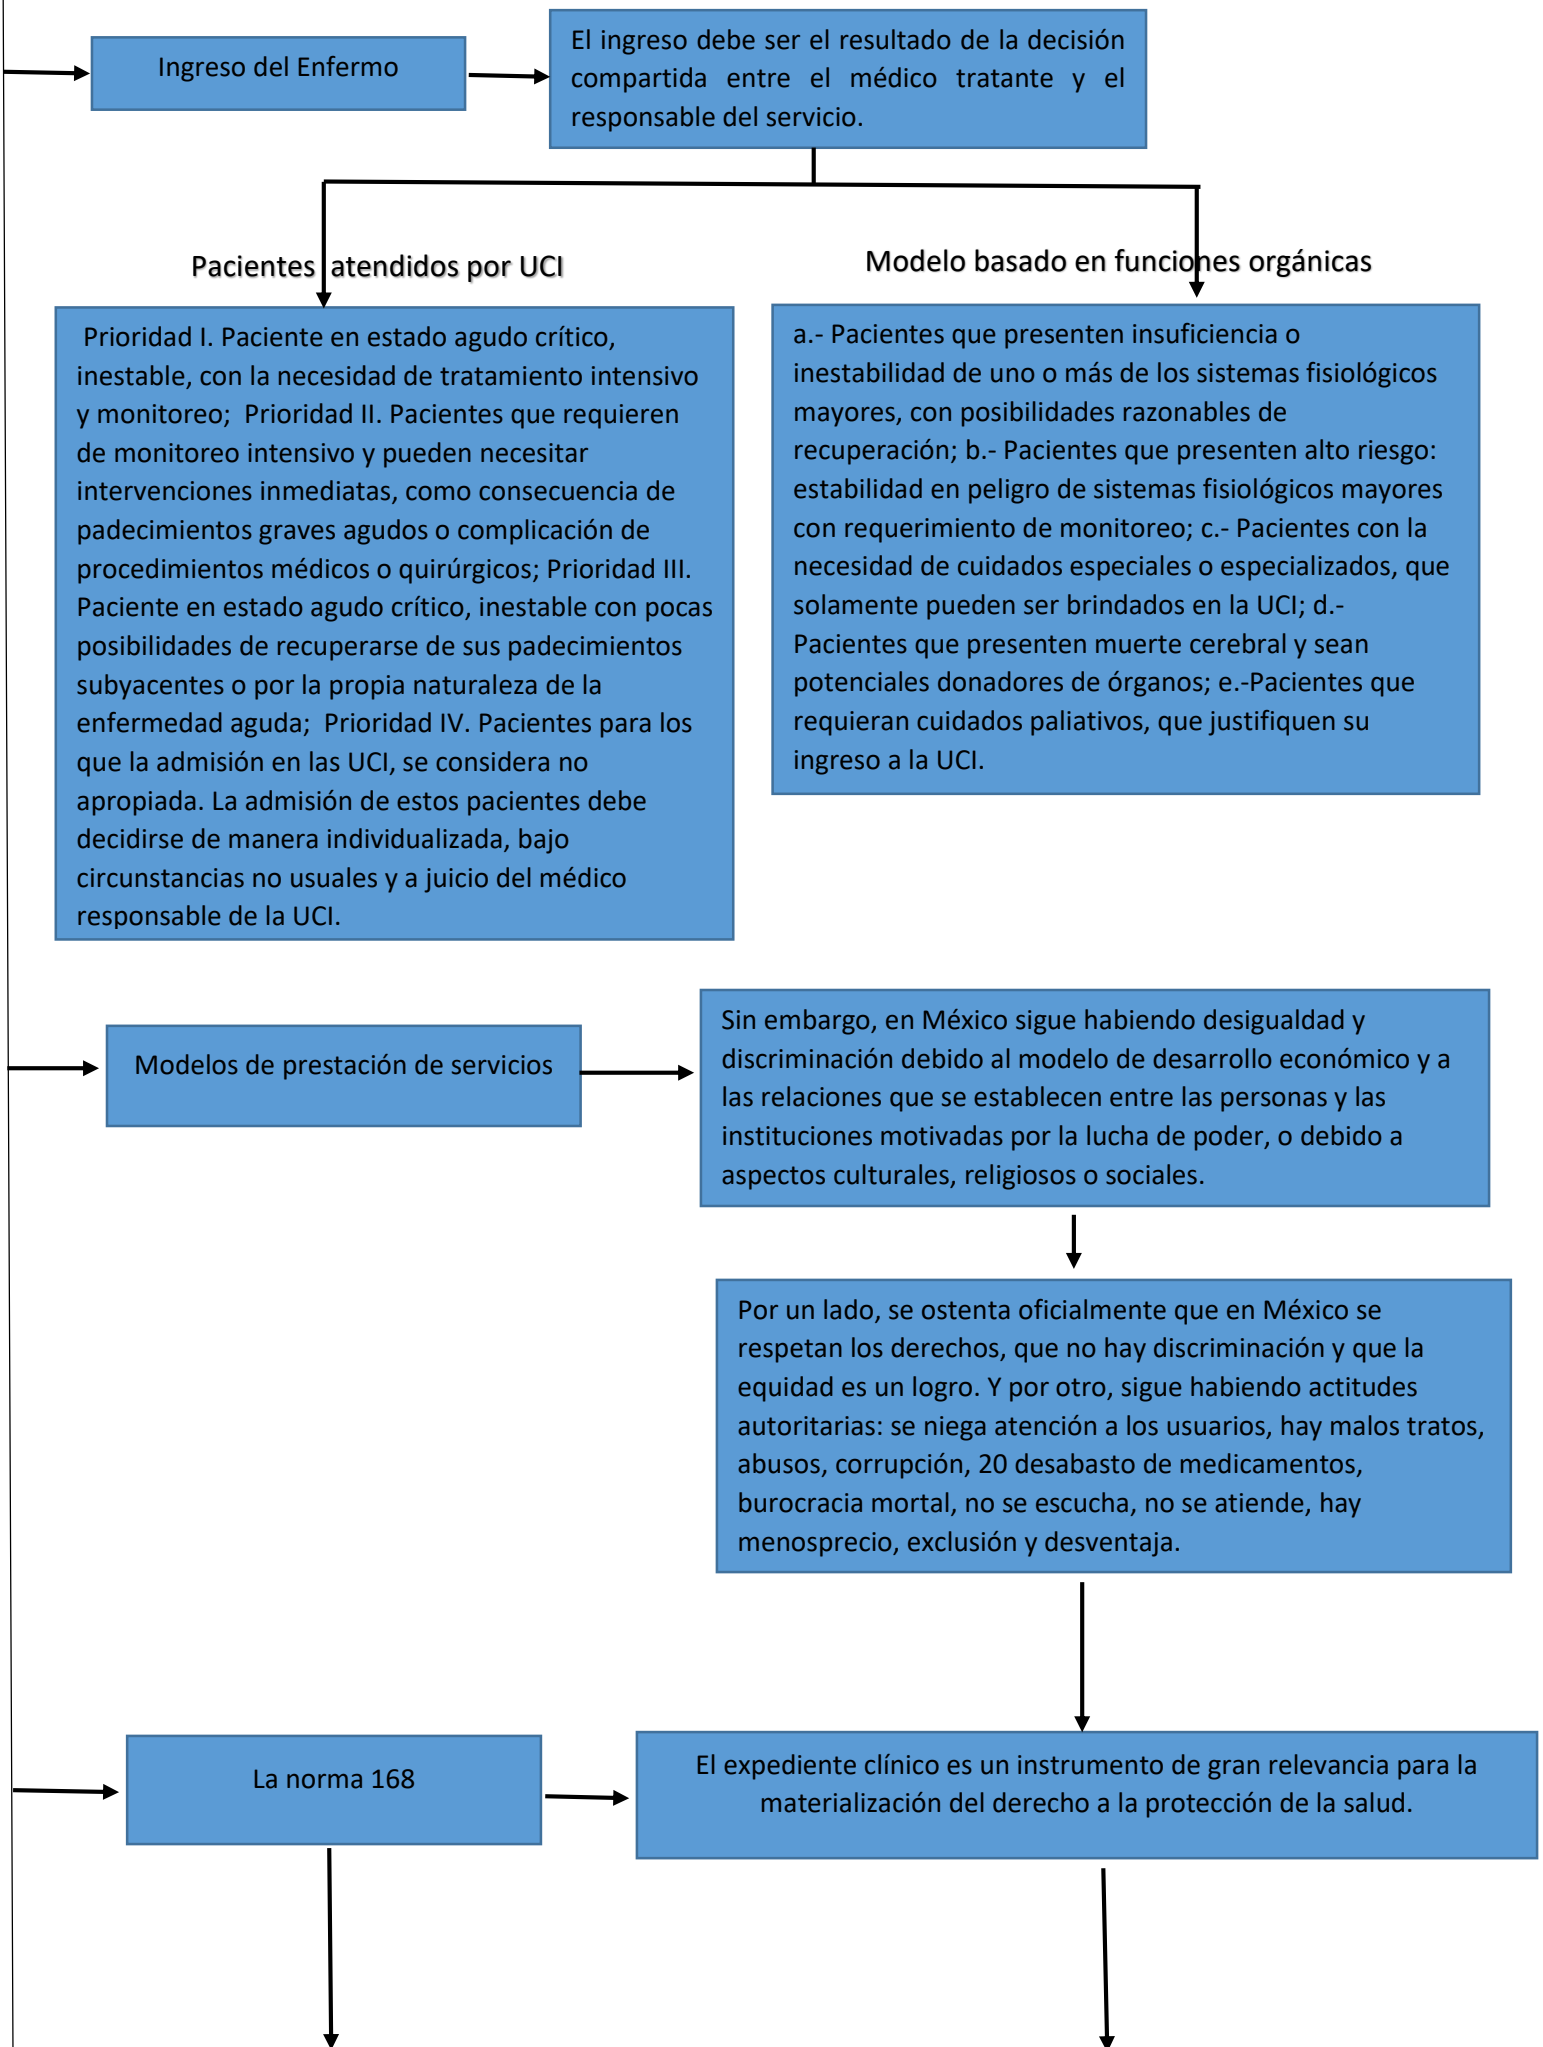 Ingreso del Enfermo
El ingreso debe ser el resultado de la decisión
compartida entre el médico tratante y el
responsable del servicio.
Pacientes atendidos por UCI
Modelo basado en funciones orgánicas
Prioridad I. Paciente en estado agudo crítico,
inestable, con la necesidad de tratamiento intensivo
y monitoreo; Prioridad II. Pacientes que requieren
de monitoreo intensivo y pueden necesitar
intervenciones inmediatas, como consecuencia de
padecimientos graves agudos o complicación de
procedimientos médicos o quirúrgicos; Prioridad III.
Paciente en estado agudo crítico, inestable con pocas
posibilidades de recuperarse de sus padecimientos
subyacentes o por la propia naturaleza de la
enfermedad aguda; Prioridad IV. Pacientes para los
que la admisión en las UCI, se considera no
apropiada. La admisión de estos pacientes debe
decidirse de manera individualizada, bajo
circunstancias no usuales y a juicio del médico
responsable de la UCI.
a.- Pacientes que presenten insuficiencia o
inestabilidad de uno o más de los sistemas fisiológicos
mayores, con posibilidades razonables de
recuperación; b.- Pacientes que presenten alto riesgo:
estabilidad en peligro de sistemas fisiológicos mayores
con requerimiento de monitoreo; c.- Pacientes con la
necesidad de cuidados especiales o especializados, que
solamente pueden ser brindados en la UCI; d.-
Pacientes que presenten muerte cerebral y sean
potenciales donadores de órganos; e.-Pacientes que
requieran cuidados paliativos, que justifiquen su
ingreso a la UCI.
Modelos de prestación de servicios
Sin embargo, en México sigue habiendo desigualdad y
discriminación debido al modelo de desarrollo económico y a
las relaciones que se establecen entre las personas y las
instituciones motivadas por la lucha de poder, o debido a
aspectos culturales, religiosos o sociales.
Por un lado, se ostenta oficialmente que en México se
respetan los derechos, que no hay discriminación y que la
equidad es un logro. Y por otro, sigue habiendo actitudes
autoritarias: se niega atención a los usuarios, hay malos tratos,
abusos, corrupción, 20 desabasto de medicamentos,
burocracia mortal, no se escucha, no se atiende, hay
menosprecio, exclusión y desventaja.
La norma 168
El expediente clínico es un instrumento de gran relevancia para la
materialización del derecho a la protección de la salud.